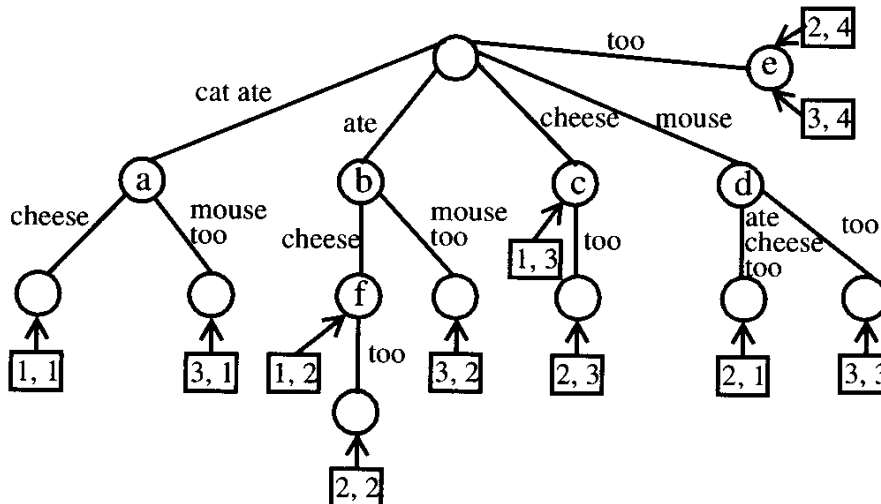 too
2, 4
e
3, 4
cat ate
ate
cheese
mouse
a
b
c
d
cheese
mouse
too
cheese
mouse
too
1, 3
too
ate
cheese
too
too
f
1, 1
3, 1
1, 2
too
3, 2
2, 3
2, 1
3, 3
2, 2